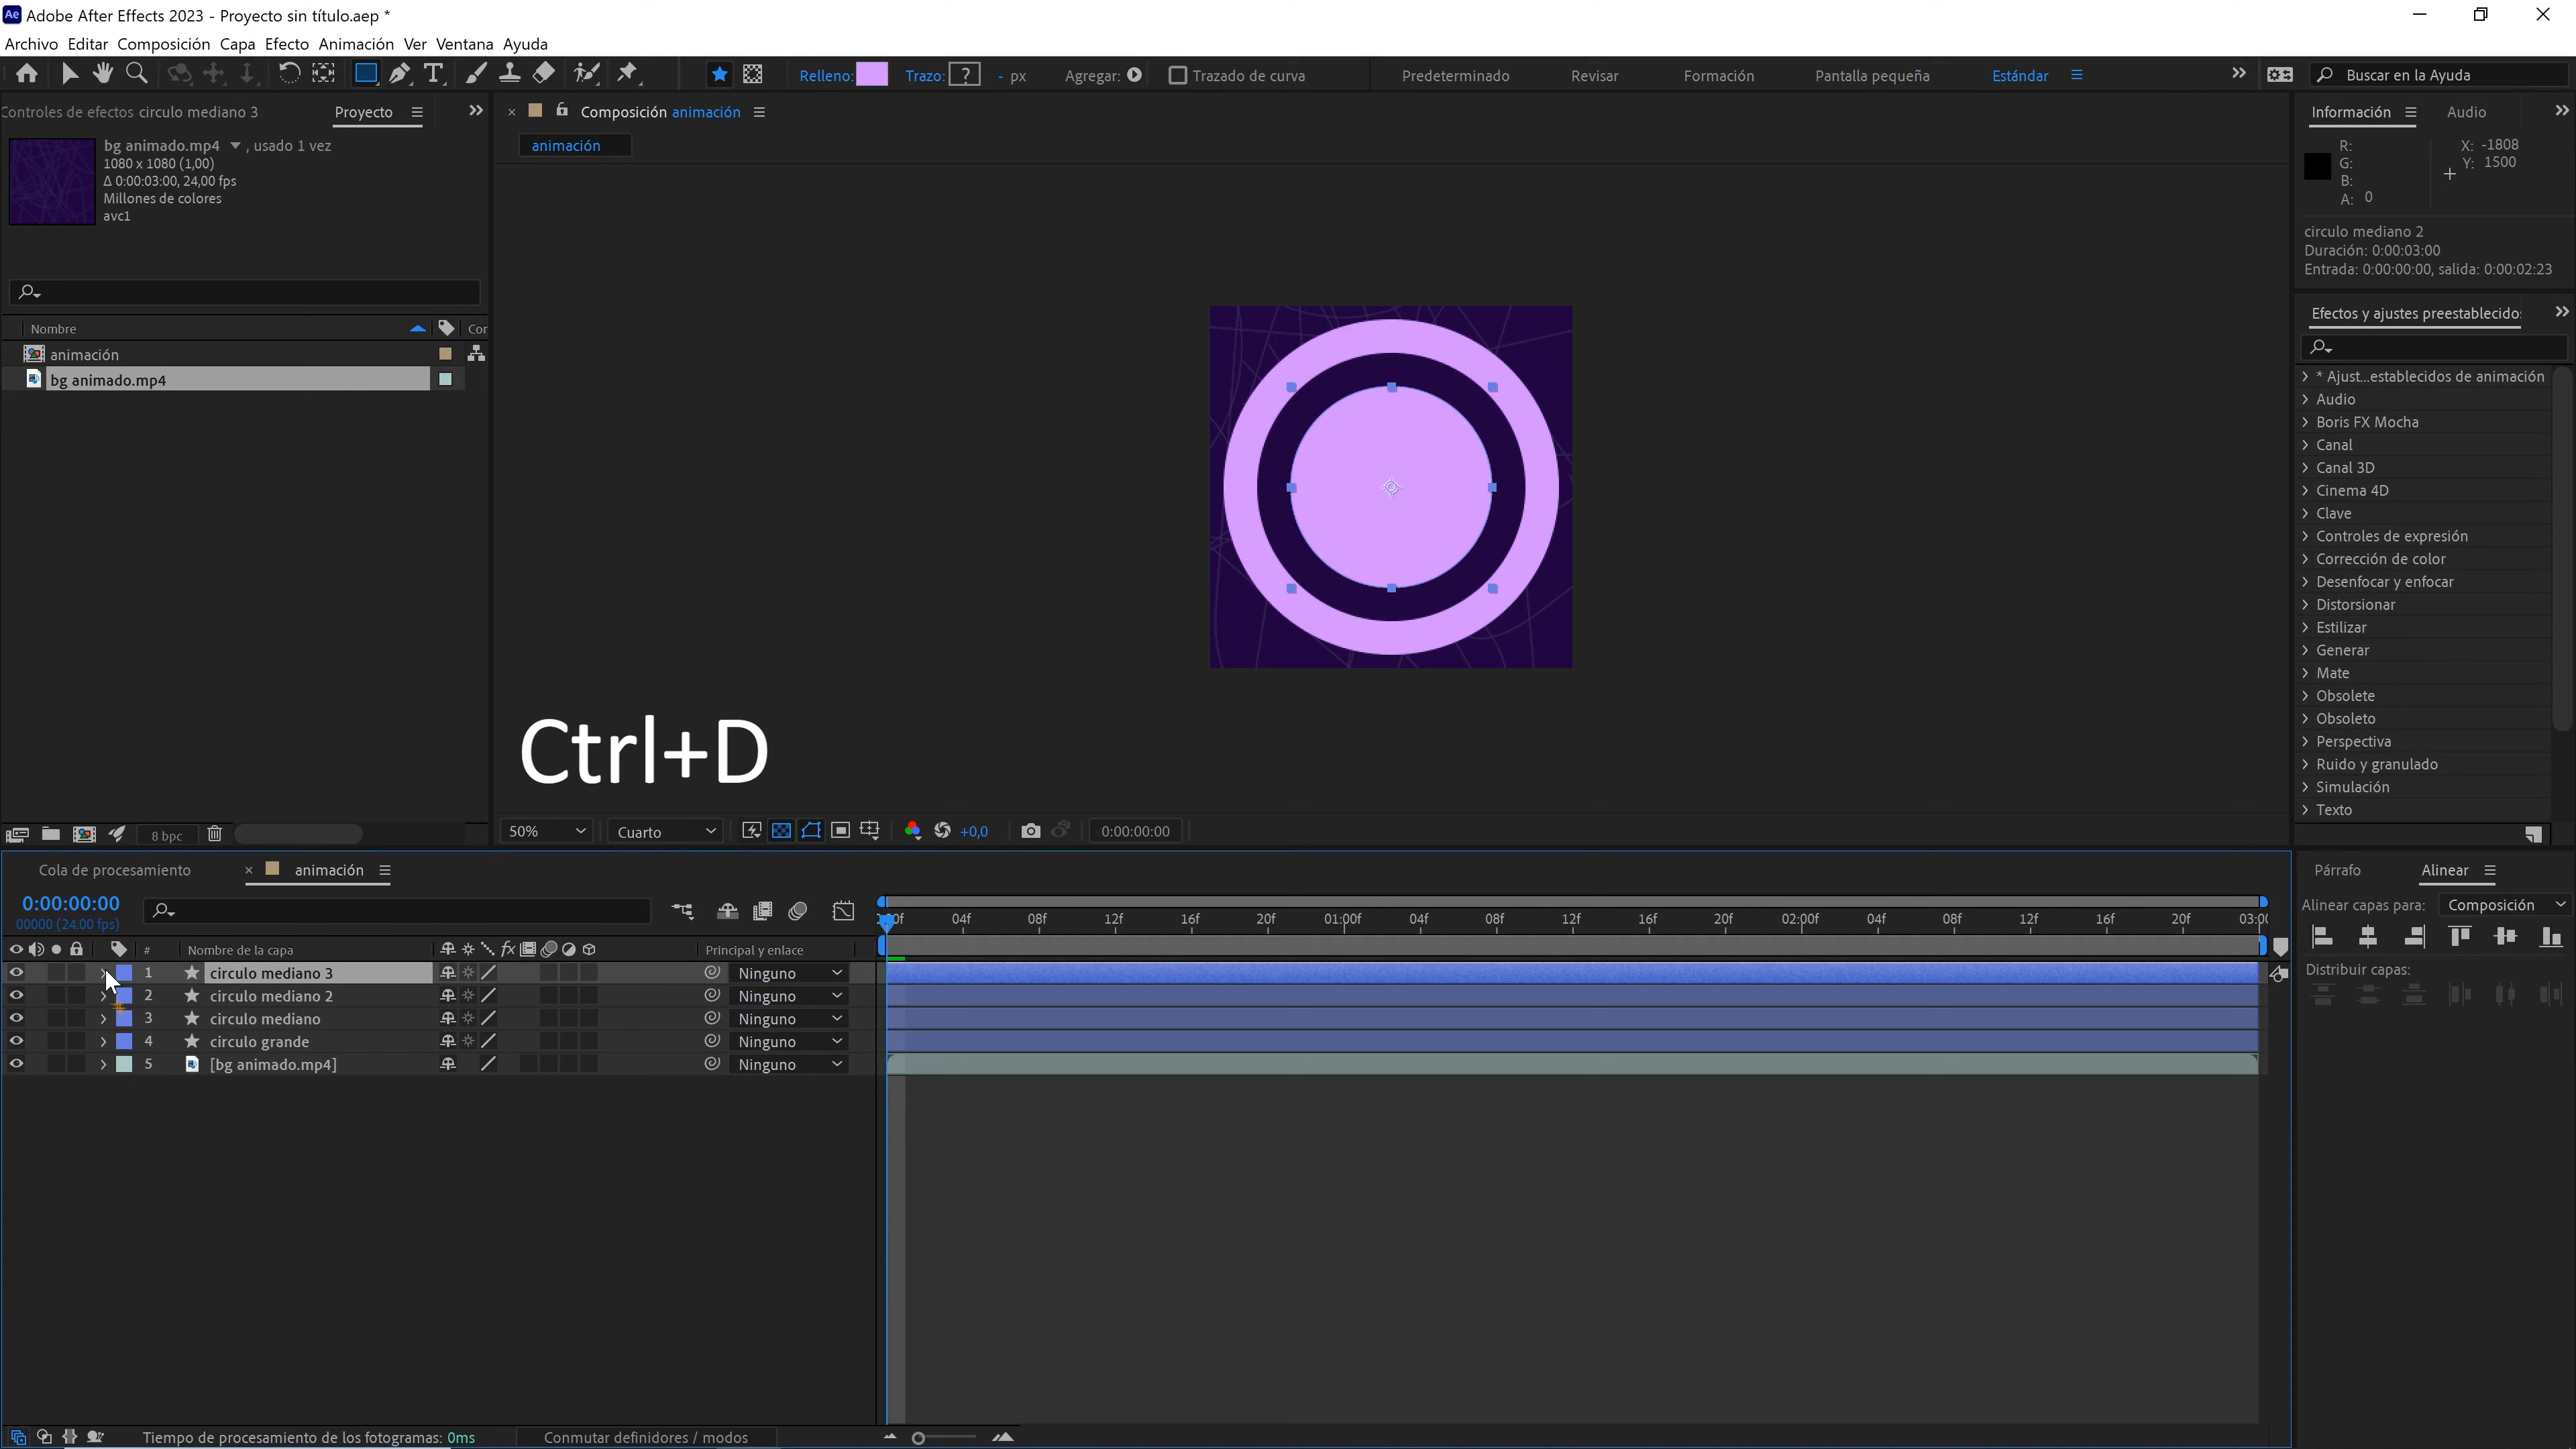 Adobe After Effects 2023 - Proyecto sin título.aep *
Archivo Editar Composición Capa Efecto Animación Ver Ventana Ayuda
Relleno: Trazo: ? - px Agregar: Trazado de curva Predeterminado Revisar Formación Pantalla pequeña Estándar Buscar en la Ayuda
Controles de efectos circulo mediano 3 Proyecto
Composición animación
Información Audio
bg animado.mp4 , usado 1 vez
1080 x 1080 (1,00)
Δ 0:00:03:00, 24,00 fps
Millones de colores
avc1
animación
R:
G:
B:
A: 0
X: -1808
Y: 1500
circulo mediano 2
Duración: 0:00:03:00
Entrada: 0:00:00:00, salida: 0:00:02:23
Nombre Cor
animación
bg animado.mp4
Efectos y ajustes preestablecido
* Ajust...establecidos de animación
Audio
Boris FX Mocha
Canal
Canal 3D
Cinema 4D
Clave
Controles de expresión
Corrección de color
Desenfocar y enfocar
Distorsionar
Estilizar
Generar
Mate
Obsolete
Obsoleto
Perspectiva
Ruido y granulado
Simulación
Texto
Ctrl+D
8 bpc
50% Cuarto +0,0 0:00:00:00
Cola de procesamiento animación
0:00:00:00
00000 (24.00 fps)
04f 08f 12f 16f 20f 01:00f 04f 08f 12f 16f 20f 02:00f 04f 08f 12f 16f 20f 03:0
# Nombre de la capa fx Principal y enlace
1 circulo mediano 3 Ninguno
2 circulo mediano 2 Ninguno
3 circulo mediano Ninguno
4 circulo grande Ninguno
5 [bg animado.mp4] Ninguno
Párrafo Alinear
Alinear capas para: Composición
Distribuir capas:
Tiempo de procesamiento de los fotogramas: 0ms Conmutar definidores / modos